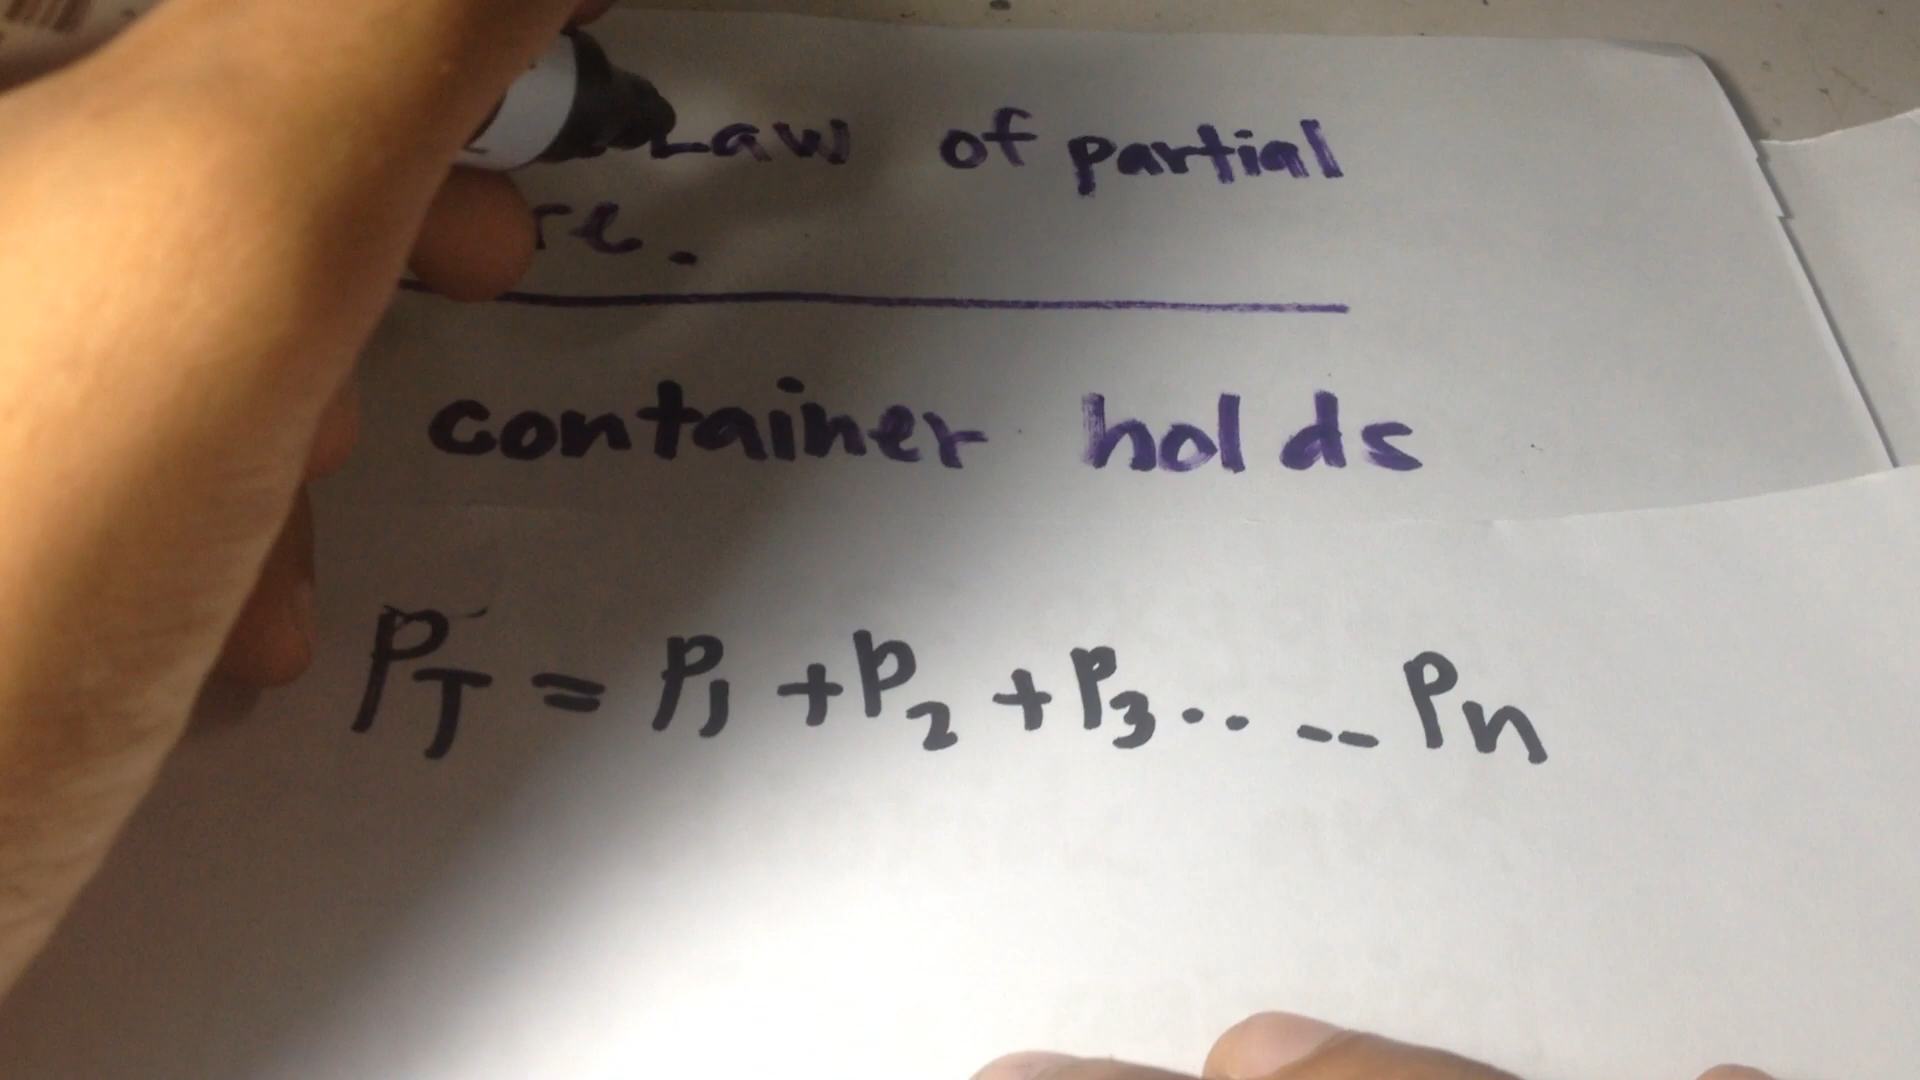 Law of partial
container holds
PT = P1 + P2 + P3 .. . -- Pn